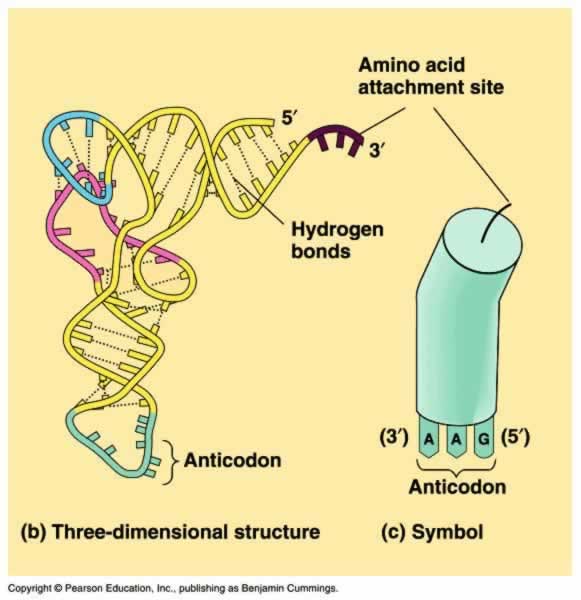 Amino acid
attachment site
5′
3′
Hydrogen
bonds
(3′) A A G (5′)
Anticodon
Anticodon
(b) Three-dimensional structure
(c) Symbol
Copyright © Pearson Education, Inc., publishing as Benjamin Cummings.